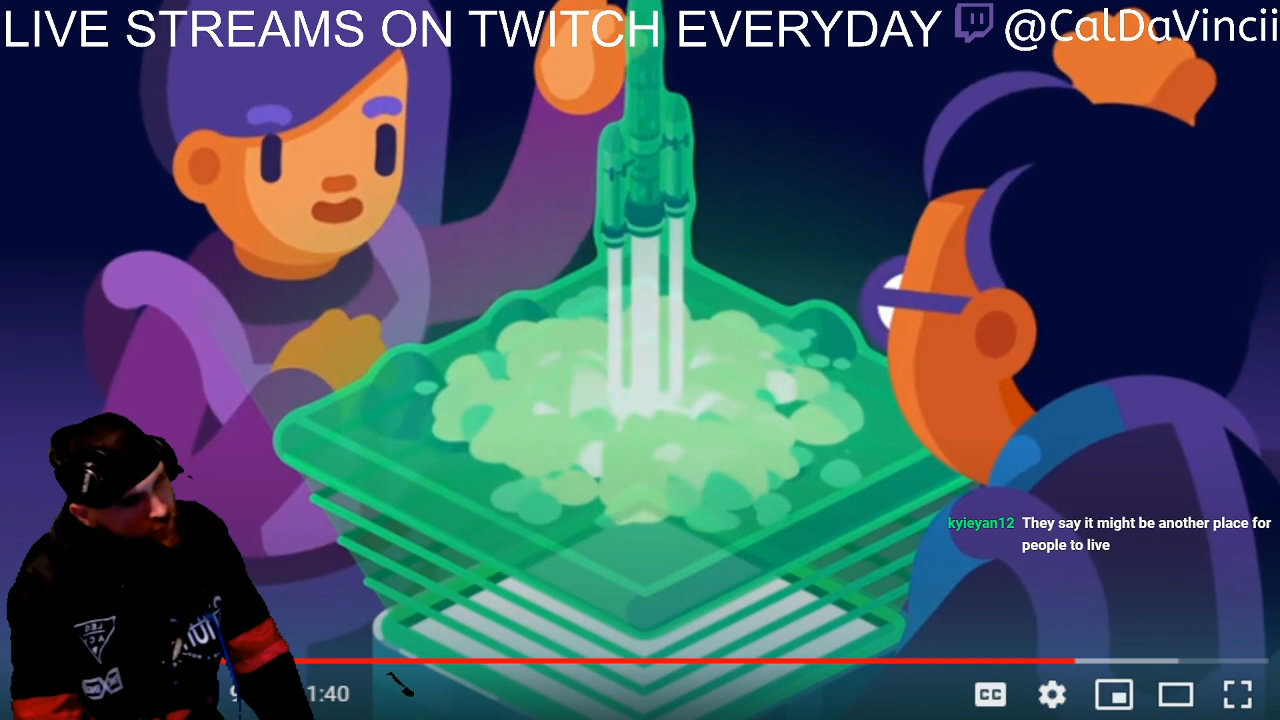 LIVE STREAMS ON TWITCH EVERYDAY @CalDaVincii
kyieyan12 They say it might be another place for
people to live
1:40
CC